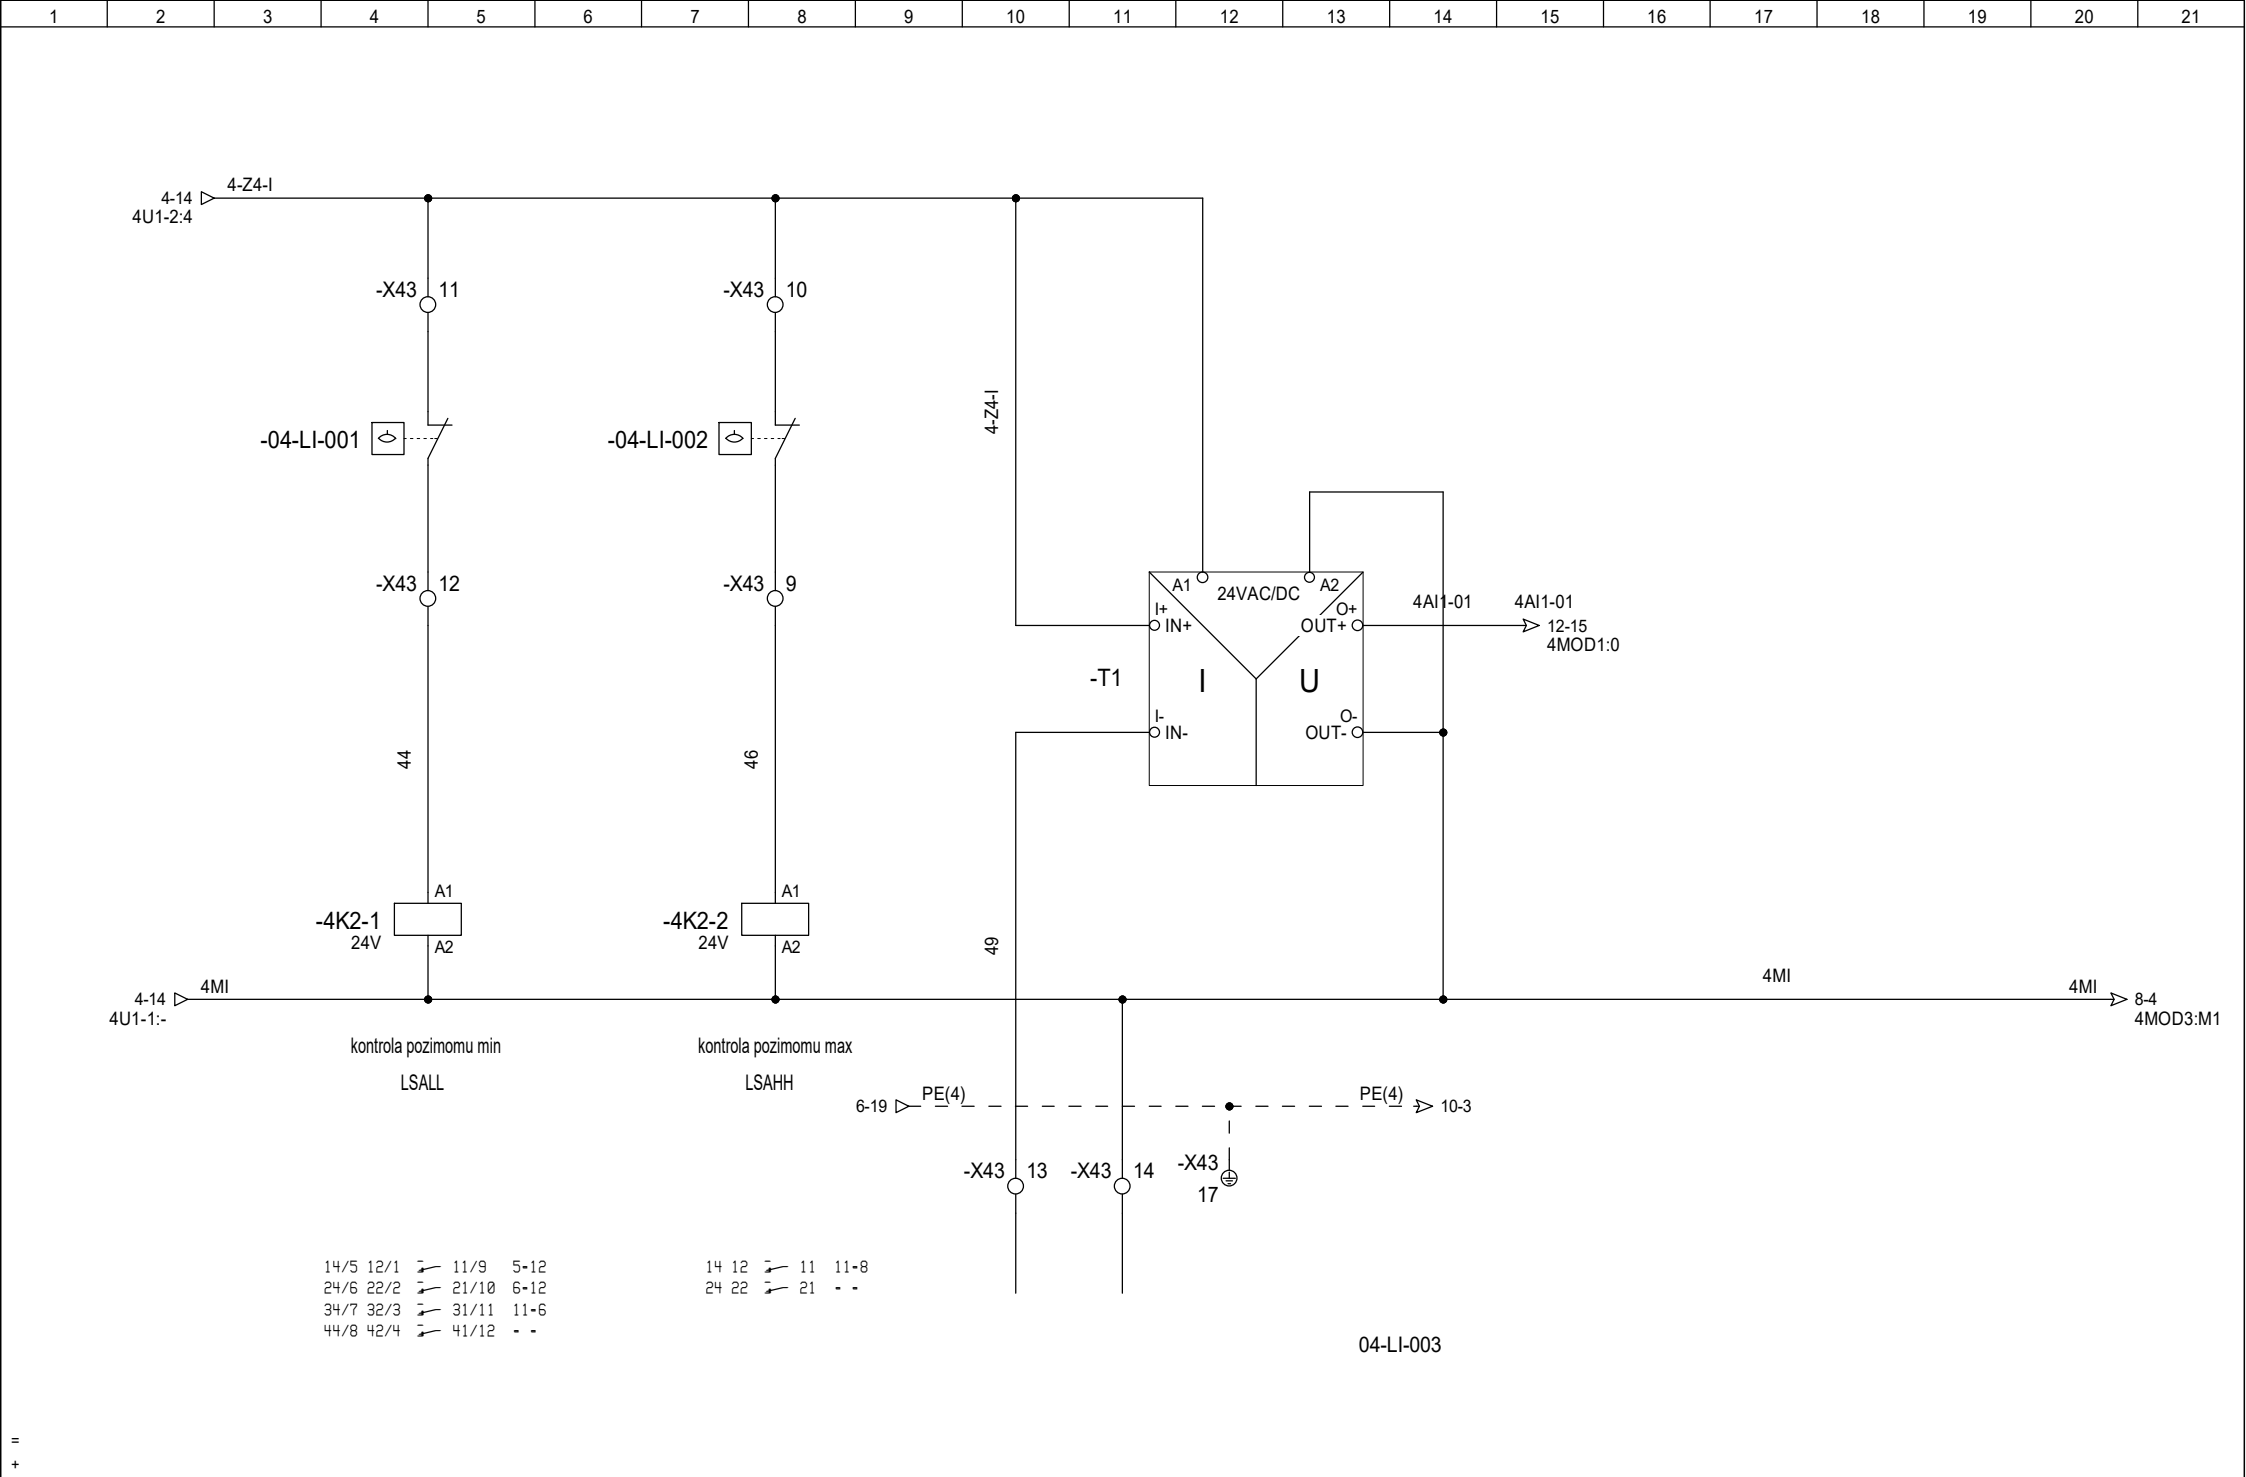 1 2 3 4 5 6 7 8 9 10 11 12 13 14 15 16 17 18 19 20 21
4-14 4-Z4-I
4U1-2:4
-X43 11
-X43 10
4-Z4-I
-04-LI-001
-04-LI-002
-X43 12
-X43 9
A1 24VAC/DC A2
I+ O+
IN+ OUT+
4AI1-01 4AI1-01
12-15
4MOD1:0
-T1 I U
I- O-
IN- OUT-
44
46
49
A1
-4K2-1
24V
A2
A1
-4K2-2
24V
A2
4-14 4MI
4U1-1:-
4MI
4MI 8-4
4MOD3:M1
kontrola pozimomu min
LSALL
kontrola pozimomu max
LSAHH
6-19 PE(4) PE(4) 10-3
-X43 13
-X43 14
-X43
17
14/5 12/1 11/9 5-12
24/6 22/2 21/10 6-12
34/7 32/3 31/11 11-6
44/8 42/4 41/12 - -
14 12 11 11-8
24 22 21 - -
04-LI-003
=
+